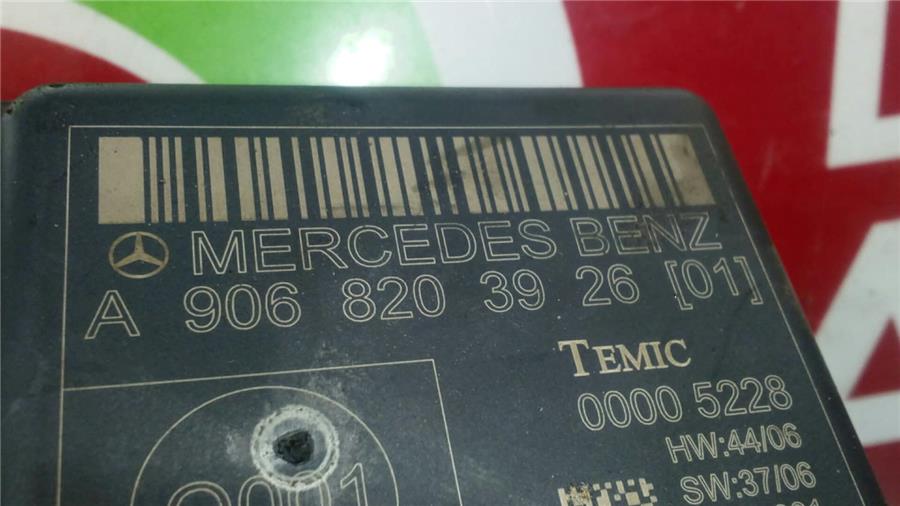 MERCEDES BENZ
A 906 820 39 26 [01]
TEMIC
0000 5228
HW:44/06
SW:37/06